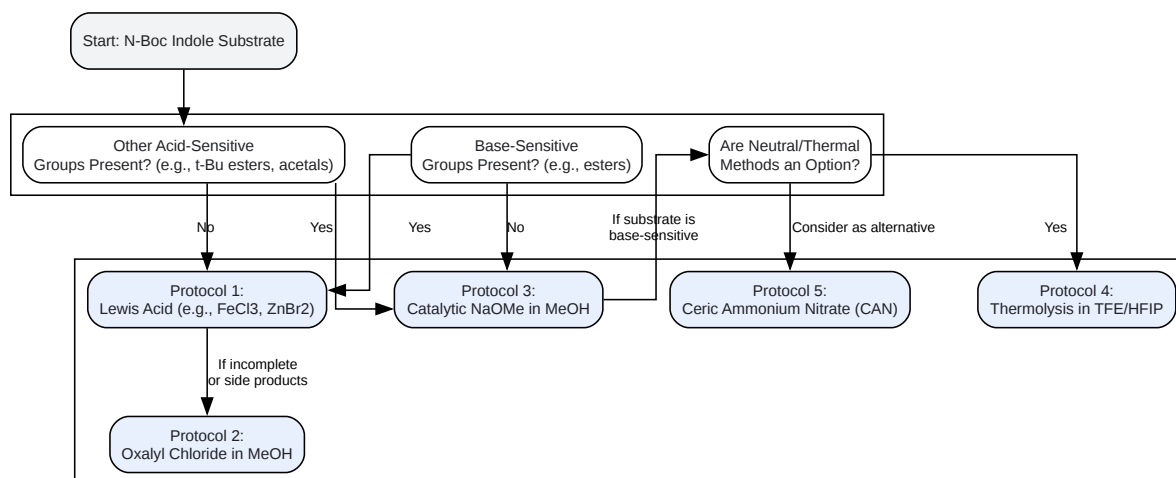 Start: N-Boc Indole Substrate
Other Acid-Sensitive
Groups Present? (e.g., t-Bu esters, acetals)
Base-Sensitive
Groups Present? (e.g., esters)
Are Neutral/Thermal
Methods an Option?
No
Yes
Yes
No
If substrate is
base-sensitive
Consider as alternative
Yes
Protocol 1:
Lewis Acid (e.g., FeCl3, ZnBr2)
Protocol 3:
Catalytic NaOMe in MeOH
Protocol 5:
Ceric Ammonium Nitrate (CAN)
Protocol 4:
Thermolysis in TFE/HFIP
If incomplete
or side products
Protocol 2:
Oxalyl Chloride in MeOH